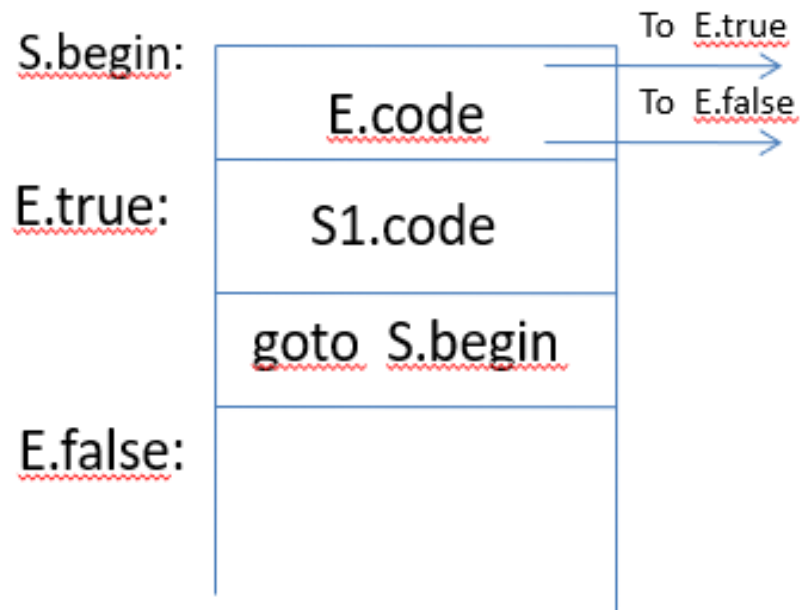 To E.true
S.begin:
To E.false
E.code
E.true:
S1.code
goto S.begin
E.false: